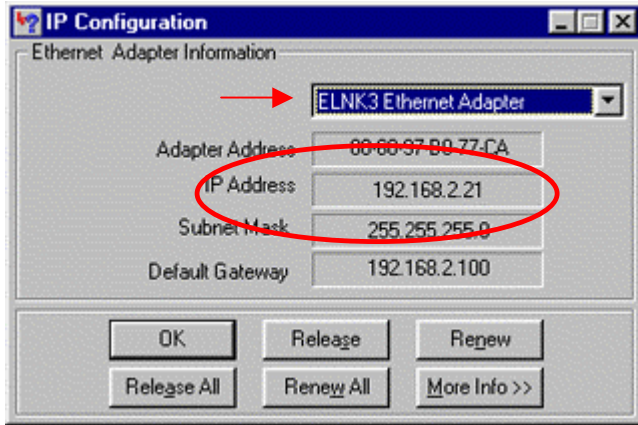 IP Configuration
Ethernet Adapter Information
ELNK3 Ethernet Adapter
Adapter Address 00-60-97-B0-77-CA
IP Address 192.168.2.21
Subnet Mask 255.255.255.0
Default Gateway 192.168.2.100
OK Release Renew
Release All Renew All More Info >>